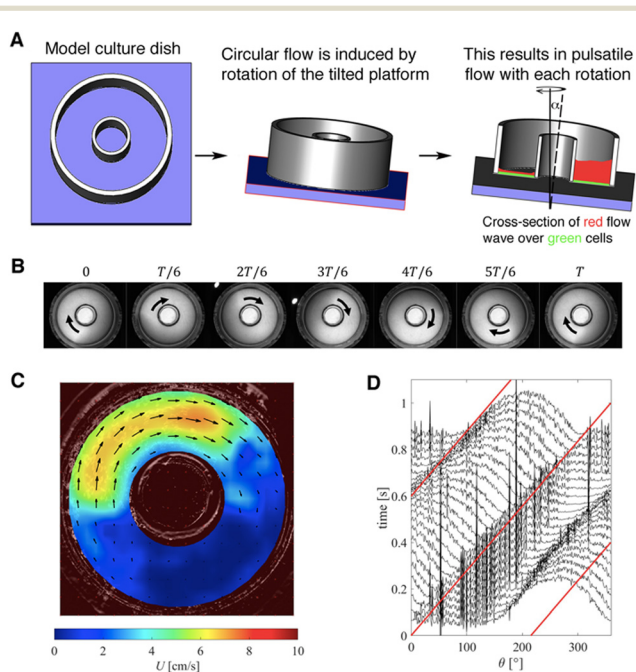 A
Model culture dish
Circular flow is induced by
rotation of the tilted platform
This results in pulsatile
flow with each rotation
α
Cross-section of red flow
wave over green cells
B
0 T/6 2T/6 3T/6 4T/6 5T/6 T
C
0 2 4 6 8 10
U [cm/s]
D
1
0.8
0.6
0.4
0.2
0
time [s]
0 100 200 300
θ [°]